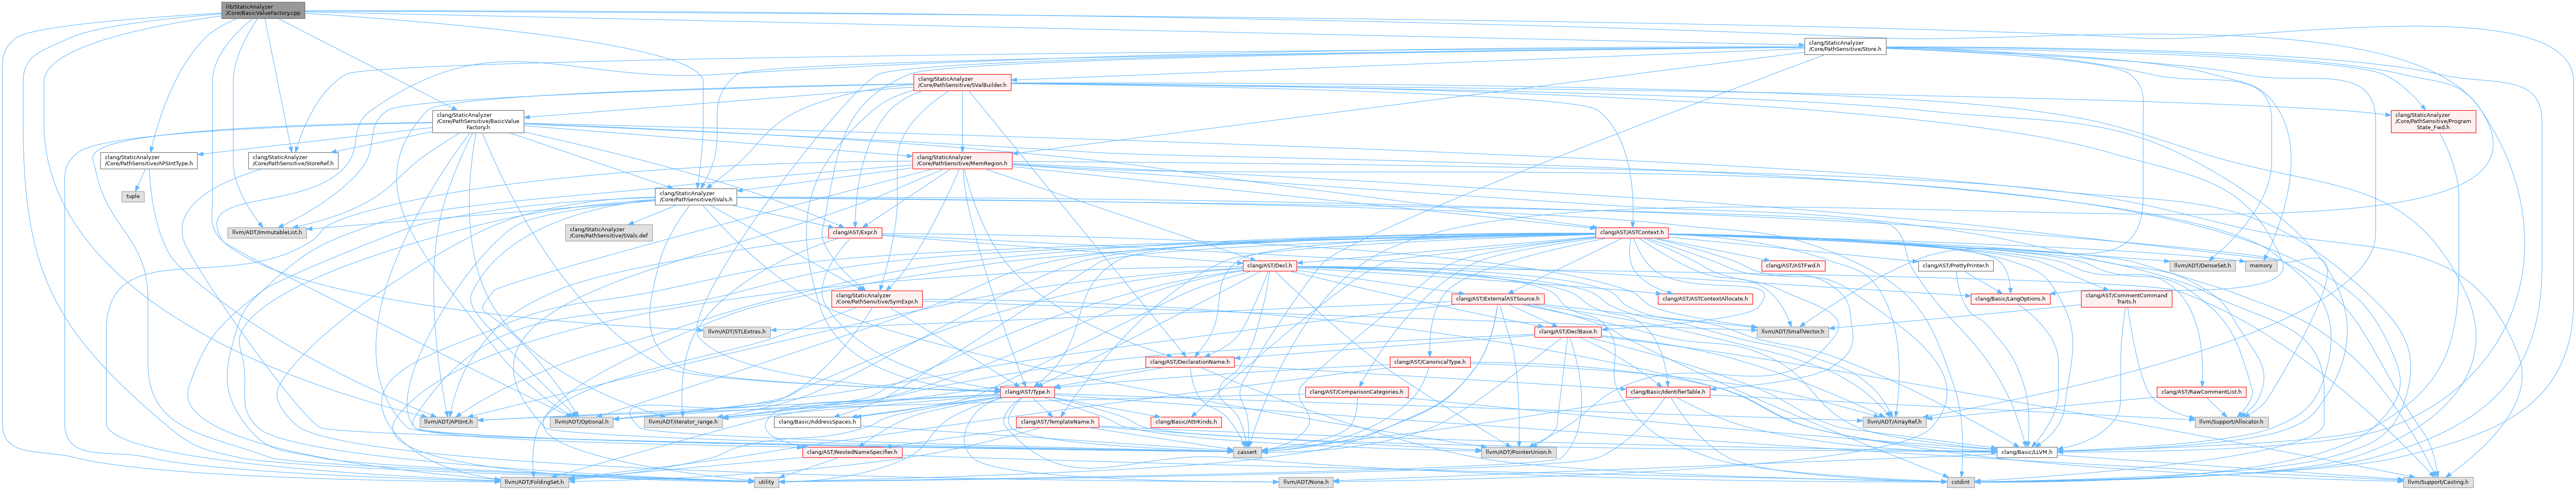 lib/StaticAnalyzer
/Core/BasicValueFactory.cpp
clang/StaticAnalyzer
/Core/PathSensitive/Store.h
clang/StaticAnalyzer
/Core/PathSensitive/SValBuilder.h
clang/StaticAnalyzer
/Core/PathSensitive/BasicValue
Factory.h
clang/StaticAnalyzer
/Core/PathSensitive/Program
State_Fwd.h
clang/StaticAnalyzer
/Core/PathSensitive/APSIntType.h
clang/StaticAnalyzer
/Core/PathSensitive/StoreRef.h
clang/StaticAnalyzer
/Core/PathSensitive/MemRegion.h
tuple
clang/StaticAnalyzer
/Core/PathSensitive/SVals.h
llvm/ADT/ImmutableList.h
clang/StaticAnalyzer
/Core/PathSensitive/SVals.def
clang/AST/Expr.h
clang/AST/ASTContext.h
clang/AST/Decl.h
clang/AST/ASTFwd.h
clang/AST/PrettyPrinter.h
llvm/ADT/DenseSet.h
memory
clang/StaticAnalyzer
/Core/PathSensitive/SymExpr.h
clang/AST/ExternalASTSource.h
clang/AST/ASTContextAllocate.h
clang/Basic/LangOptions.h
clang/AST/CommentCommand
Traits.h
llvm/ADT/STLExtras.h
clang/AST/DeclBase.h
llvm/ADT/SmallVector.h
clang/AST/DeclarationName.h
clang/AST/CanonicalType.h
clang/AST/Type.h
clang/AST/ComparisonCategories.h
clang/Basic/IdentifierTable.h
clang/AST/RawCommentList.h
llvm/ADT/APSInt.h
llvm/ADT/Optional.h
llvm/ADT/iterator_range.h
clang/Basic/AddressSpaces.h
clang/AST/TemplateName.h
clang/Basic/AttrKinds.h
llvm/ADT/ArrayRef.h
llvm/Support/Allocator.h
clang/AST/NestedNameSpecifier.h
cassert
llvm/ADT/PointerUnion.h
clang/Basic/LLVM.h
llvm/ADT/FoldingSet.h
utility
llvm/ADT/None.h
cstdint
llvm/Support/Casting.h